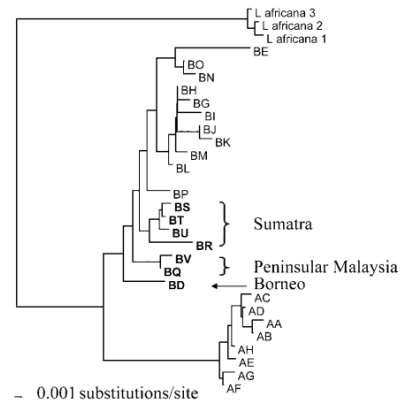 L africana 3
L africana 2
L africana 1
BE
BO
BN
BH
BG
BI
BJ
BK
BM
BL
BP
BS
BT
BU
BR
Sumatra
BV
BQ
Peninsular Malaysia
BD
Borneo
AC
AD
AA
AB
AH
AE
AG
AF
0.001 substitutions/site